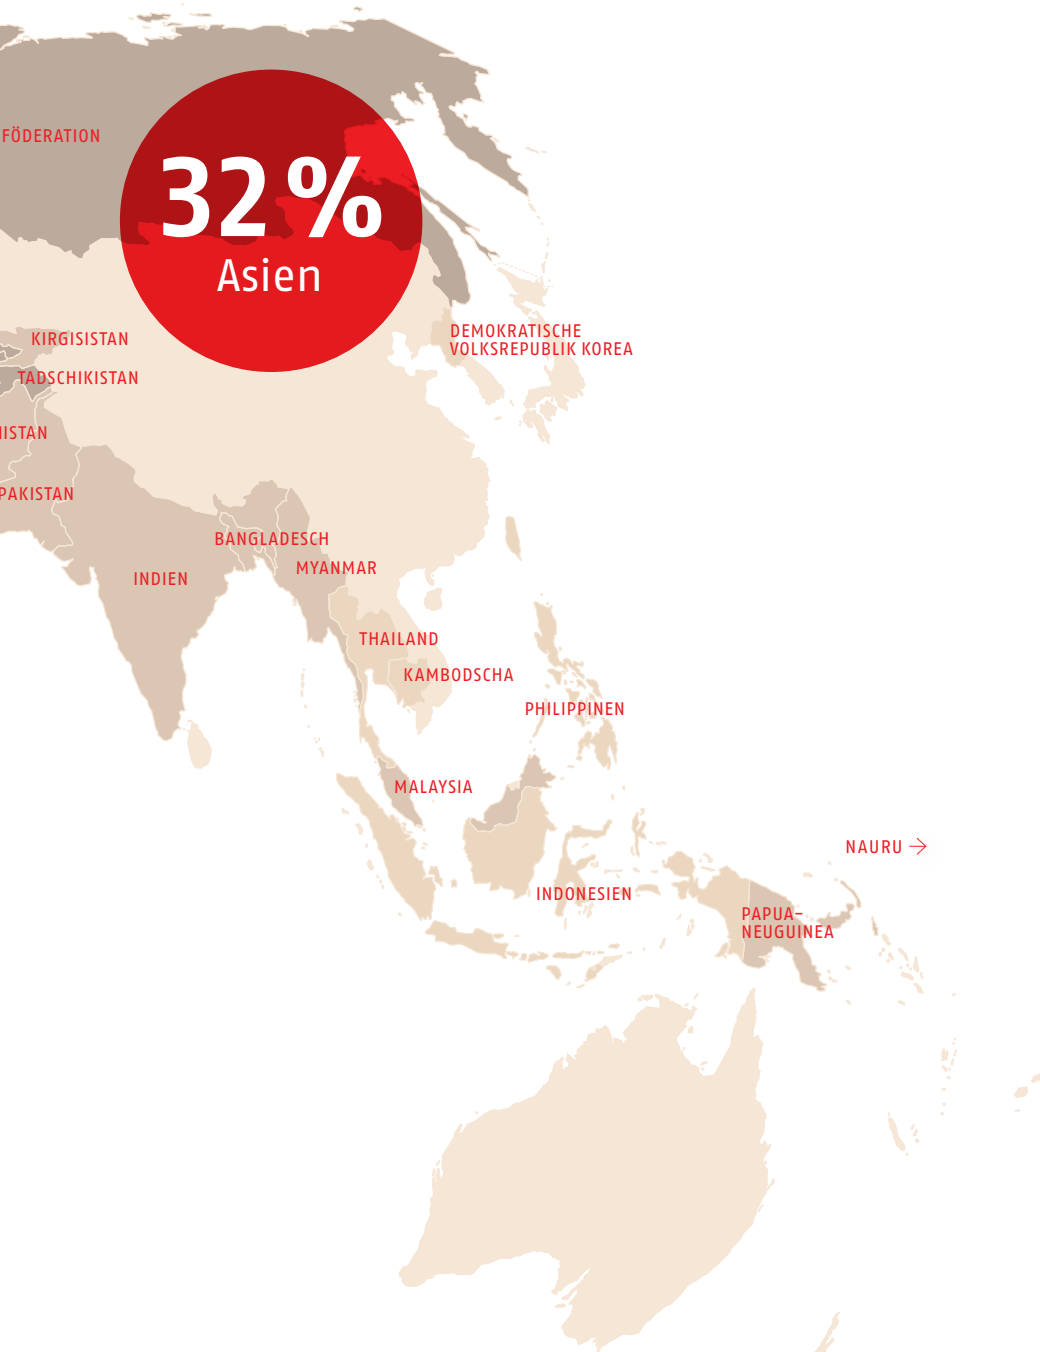 FÖDERATION
32 %
Asien
KIRGISISTAN
DEMOKRATISCHE
VOLKSREPUBLIK KOREA
TADSCHIKISTAN
ISTAN
PAKISTAN
BANGLADESCH
MYANMAR
INDIEN
THAILAND
KAMBODSCHA
PHILIPPINEN
MALAYSIA
NAURU →
INDONESIEN
PAPUA–
NEUGUINEA